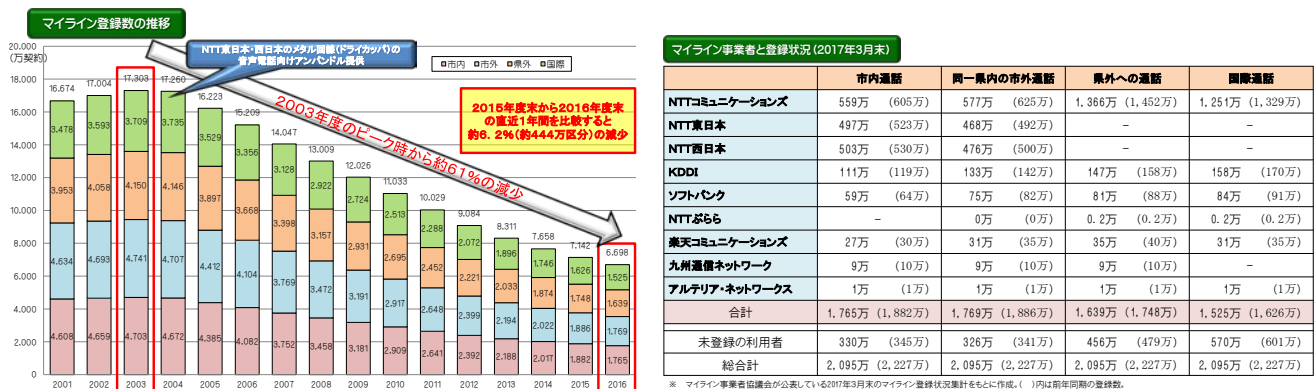 マイライン登録数の推移
20.000
(万契約)
18.000
16.000
14.000
12.000
10.000
8.000
6.000
4.000
2.000
0
NTT東日本・西日本のメタル回線(ドライカッパ)の
音声電話向けアンバンドル提供
□市内 □市外 □県外 □国際
2015年度末から2016年度末
の直近1年間を比較すると
約6.2%(約444万区分)の減少
2003年度のピーク時から約61%の減少
16.674 17.004 17.303 17.260 16.223 15.209 14.047 13.009 12.026 11.033 11.029 9.084 8.311 7.658 7.142 6.698
3.478 3.593 3.709 3.735 3.529 3.356 3.128 2.922 2.724 2.513 2.288 2.072 1.896 1.746 1.626 1.525
3.953 4.058 4.150 4.146 3.897 3.668 3.398 3.157 2.931 2.695 2.452 2.221 2.033 1.874 1.748 1.639
4.634 4.693 4.741 4.707 4.412 4.104 3.769 3.472 3.191 2.917 2.648 2.399 2.194 2.022 1.886 1.769
4.608 4.659 4.703 4.672 4.385 4.082 3.752 3.458 3.181 2.909 2.641 2.392 2.188 2.017 1.882 1.765
2001 2002 2003 2004 2005 2006 2007 2008 2009 2010 2011 2012 2013 2014 2015 2016
マイライン事業者と登録状況(2017年3月末)
市内通話 同一県内の市外通話 県外への通話 国際通話
NTTコミュニケーションズ 559万 (605万) 577万 (625万) 1,366万 (1,452万) 1,251万 (1,329万)
NTT東日本 497万 (523万) 468万 (492万) － －
NTT西日本 503万 (530万) 476万 (500万) － －
KDDI 111万 (119万) 133万 (142万) 147万 (158万) 158万 (170万)
ソフトバンク 59万 (64万) 75万 (82万) 81万 (88万) 84万 (91万)
NTTぷらら － 0万 (0万) 0.2万 (0.2万) 0.2万 (0.2万)
楽天コミュニケーションズ 27万 (30万) 31万 (35万) 35万 (40万) 31万 (35万)
九州通信ネットワーク 9万 (10万) 9万 (10万) 9万 (10万) －
アルテリア・ネットワークス 1万 (1万) 1万 (1万) 1万 (1万) 1万 (1万)
合計 1,765万 (1,882万) 1,769万 (1,886万) 1,639万 (1,748万) 1,525万 (1,626万)
未登録の利用者 330万 (345万) 326万 (341万) 456万 (479万) 570万 (601万)
総合計 2,095万 (2,227万) 2,095万 (2,227万) 2,095万 (2,227万) 2,095万 (2,227万)
※ マイライン事業者協議会が公表している2017年3月末のマイライン登録状況集計をもとに作成。( )内は前年同期の登録数。